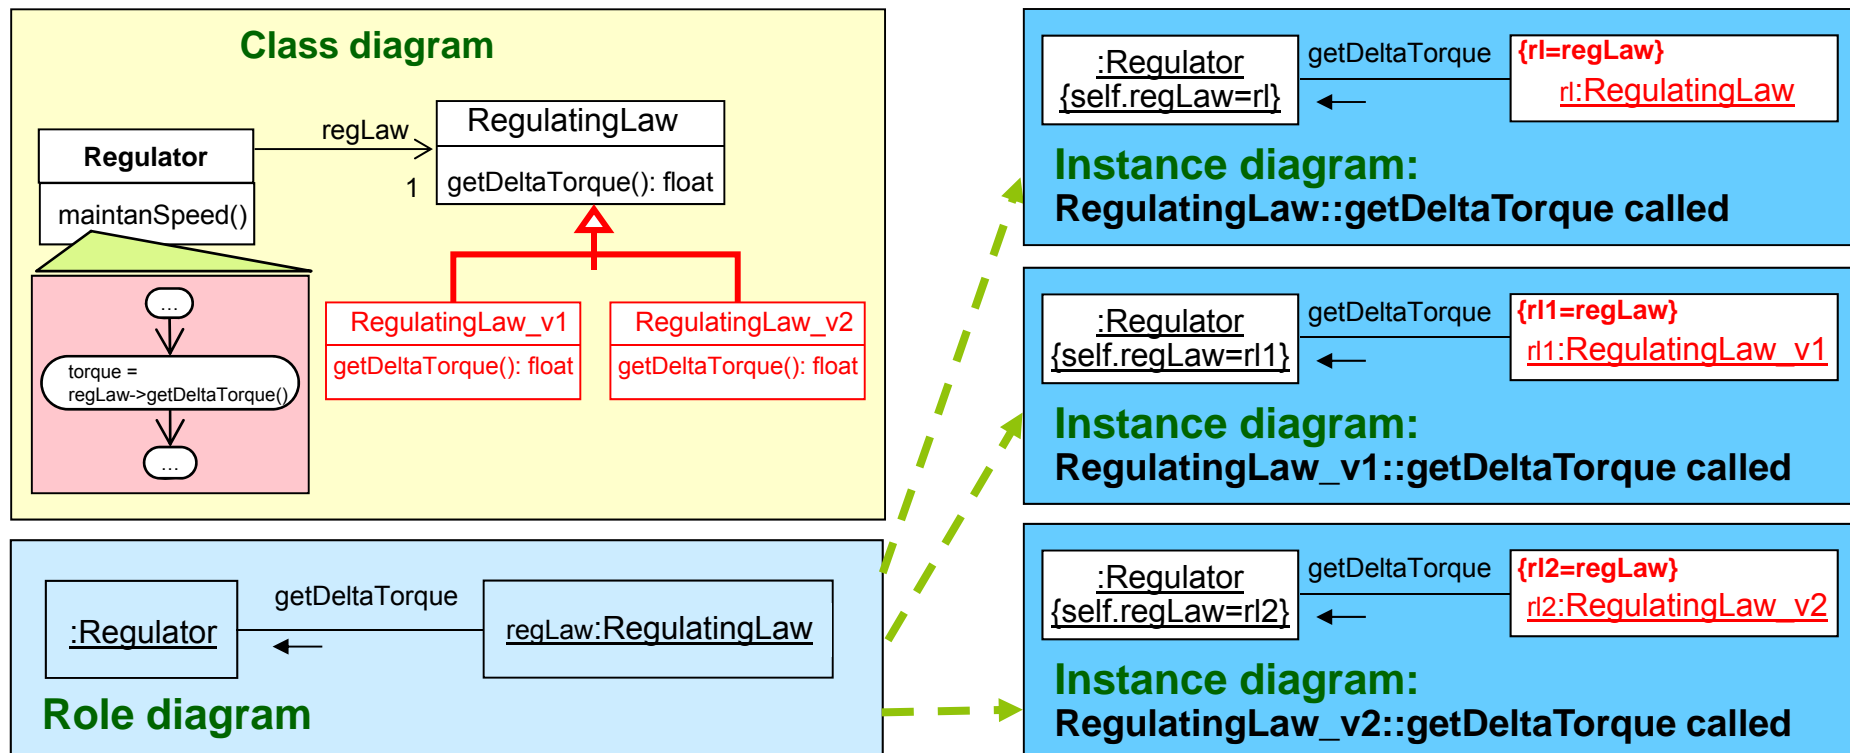 Class diagram
Regulator
maintanSpeed()
regLaw
1
RegulatingLaw
getDeltaTorque(): float
...
torque =
regLaw->getDeltaTorque()
...
RegulatingLaw_v1
getDeltaTorque(): float
RegulatingLaw_v2
getDeltaTorque(): float
:Regulator
getDeltaTorque
regLaw:RegulatingLaw
Role diagram
:Regulator
{self.regLaw=rl}
getDeltaTorque
{rl=regLaw}
rl:RegulatingLaw
Instance diagram:
RegulatingLaw::getDeltaTorque called
:Regulator
{self.regLaw=rl1}
getDeltaTorque
{rl1=regLaw}
rl1:RegulatingLaw_v1
Instance diagram:
RegulatingLaw_v1::getDeltaTorque called
:Regulator
{self.regLaw=rl2}
getDeltaTorque
{rl2=regLaw}
rl2:RegulatingLaw_v2
Instance diagram:
RegulatingLaw_v2::getDeltaTorque called